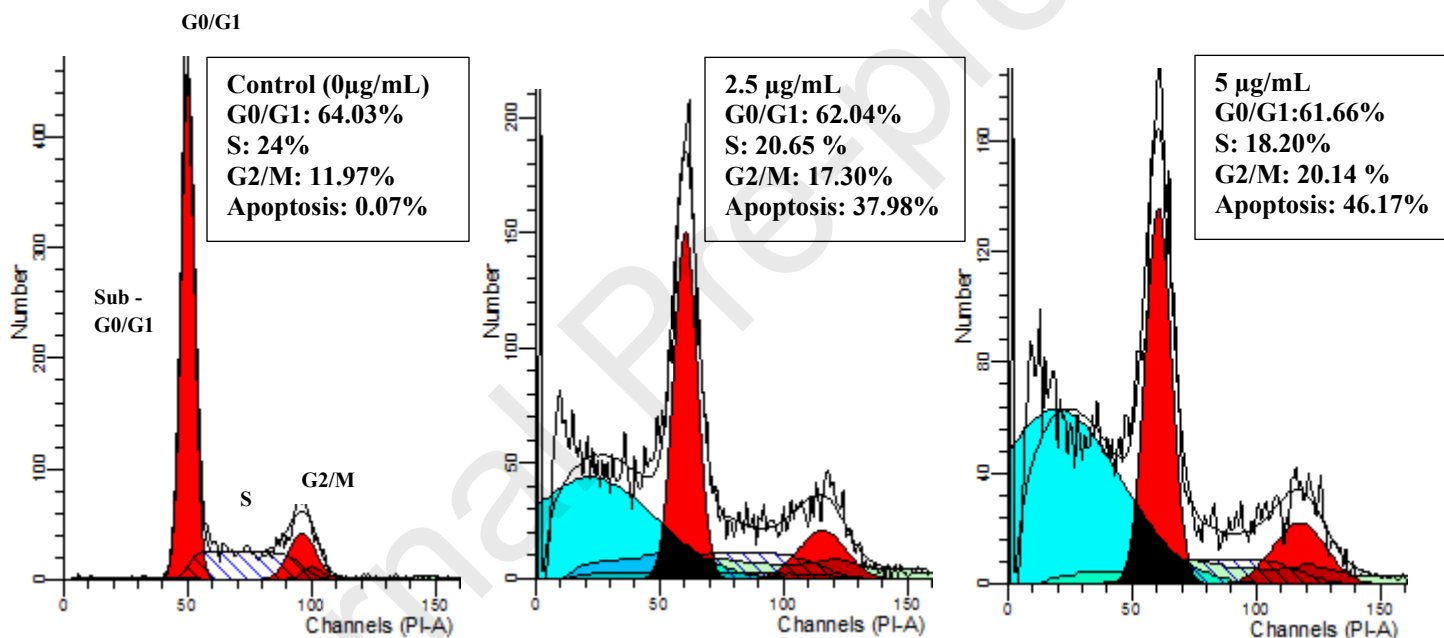 G0/G1
Control (0µg/mL)
G0/G1: 64.03%
S: 24%
G2/M: 11.97%
Apoptosis: 0.07%
Number
400
300
200
100
0
Sub -
G0/G1
S
G2/M
0 50 100 150
Channels (PI-A)
2.5 µg/mL
G0/G1: 62.04%
S: 20.65 %
G2/M: 17.30%
Apoptosis: 37.98%
Number
200
150
100
50
0
0 50 100 150
Channels (PI-A)
5 µg/mL
G0/G1:61.66%
S: 18.20%
G2/M: 20.14 %
Apoptosis: 46.17%
Number
160
120
80
40
0
0 50 100 150
Channels (PI-A)
rnal Pre-pro